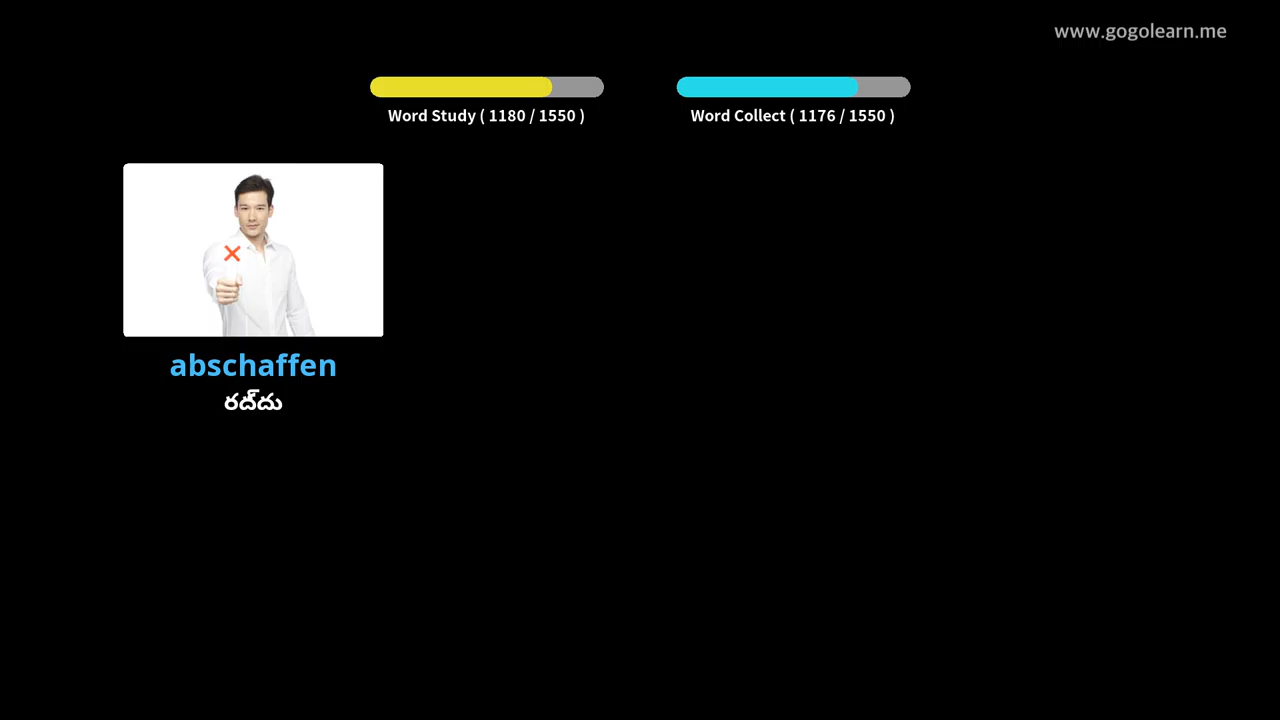 www.gogolearn.me
Word Study ( 1180 / 1550 )
Word Collect ( 1176 / 1550 )
abschaffen
రద్దు